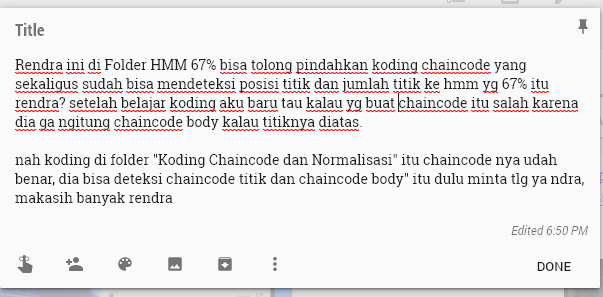 Title
Rendra ini di Folder HMM 67% bisa tolong pindahkan koding chaincode yang
sekaligus sudah bisa mendeteksi posisi titik dan jumlah titik ke hmm yg 67% itu
rendra? setelah belajar koding aku baru tau kalau yg buat chaincode itu salah karena
dia ga ngitung chaincode body kalau titiknya diatas.
nah koding di folder "Koding Chaincode dan Normalisasi" itu chaincode nya udah
benar, dia bisa deteksi chaincode titik dan chaincode body" itu dulu minta tlg ya ndra,
makasih banyak rendra
Edited 6:50 PM
DONE